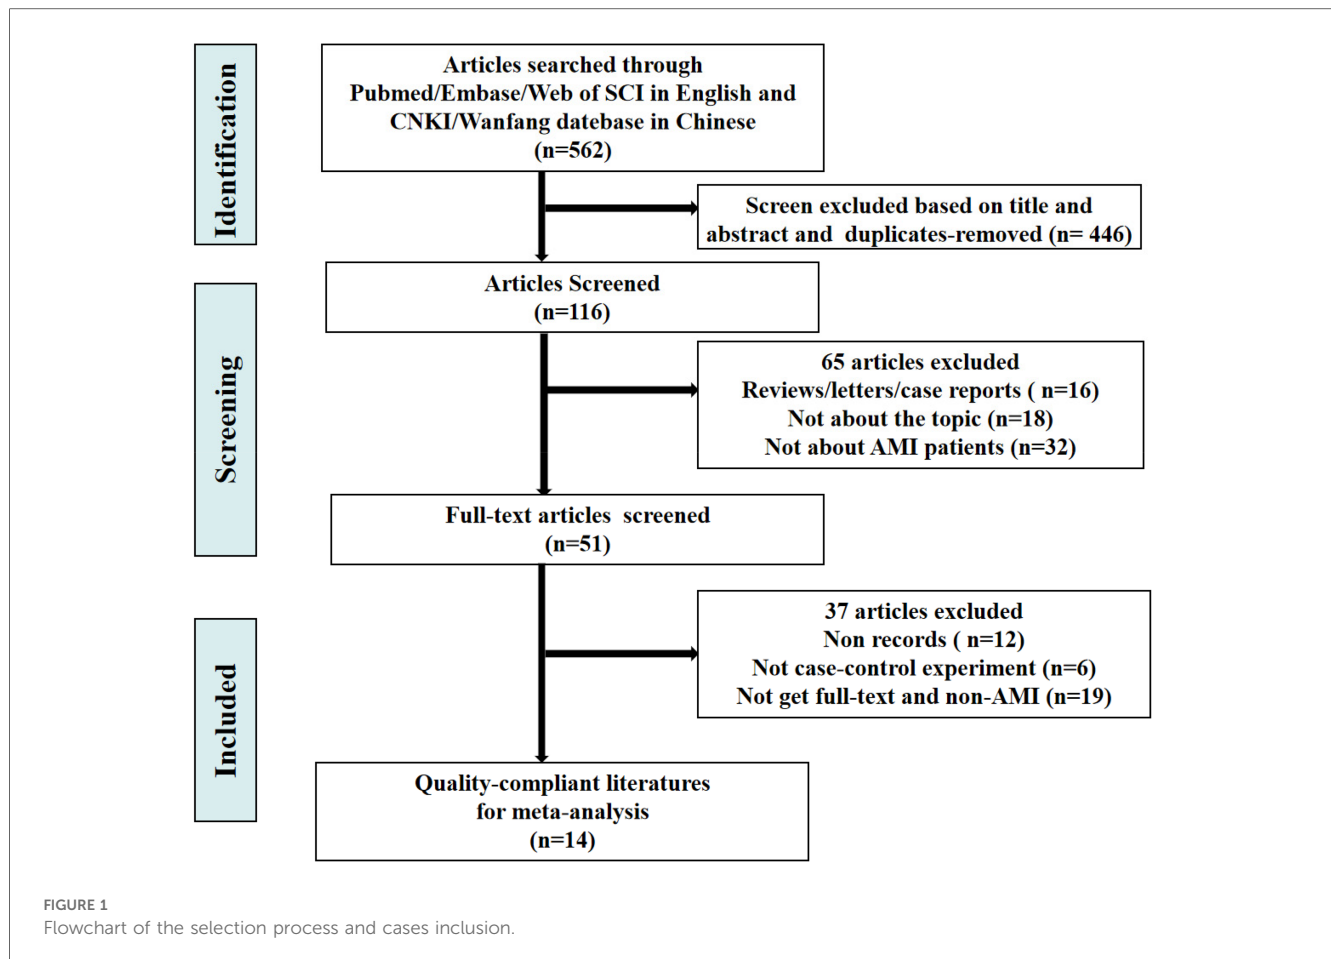 Identification
Articles searched through
Pubmed/Embase/Web of SCI in English and
CNKI/Wanfang datebase in Chinese
(n=562)
Screen excluded based on title and
abstract and duplicates-removed (n= 446)
Screening
Articles Screened
(n=116)
65 articles excluded
Reviews/letters/case reports ( n=16)
Not about the topic (n=18)
Not about AMI patients (n=32)
Full-text articles screened
(n=51)
Included
37 articles excluded
Non records ( n=12)
Not case-control experiment (n=6)
Not get full-text and non-AMI (n=19)
Quality-compliant literatures
for meta-analysis
(n=14)
FIGURE 1
Flowchart of the selection process and cases inclusion.